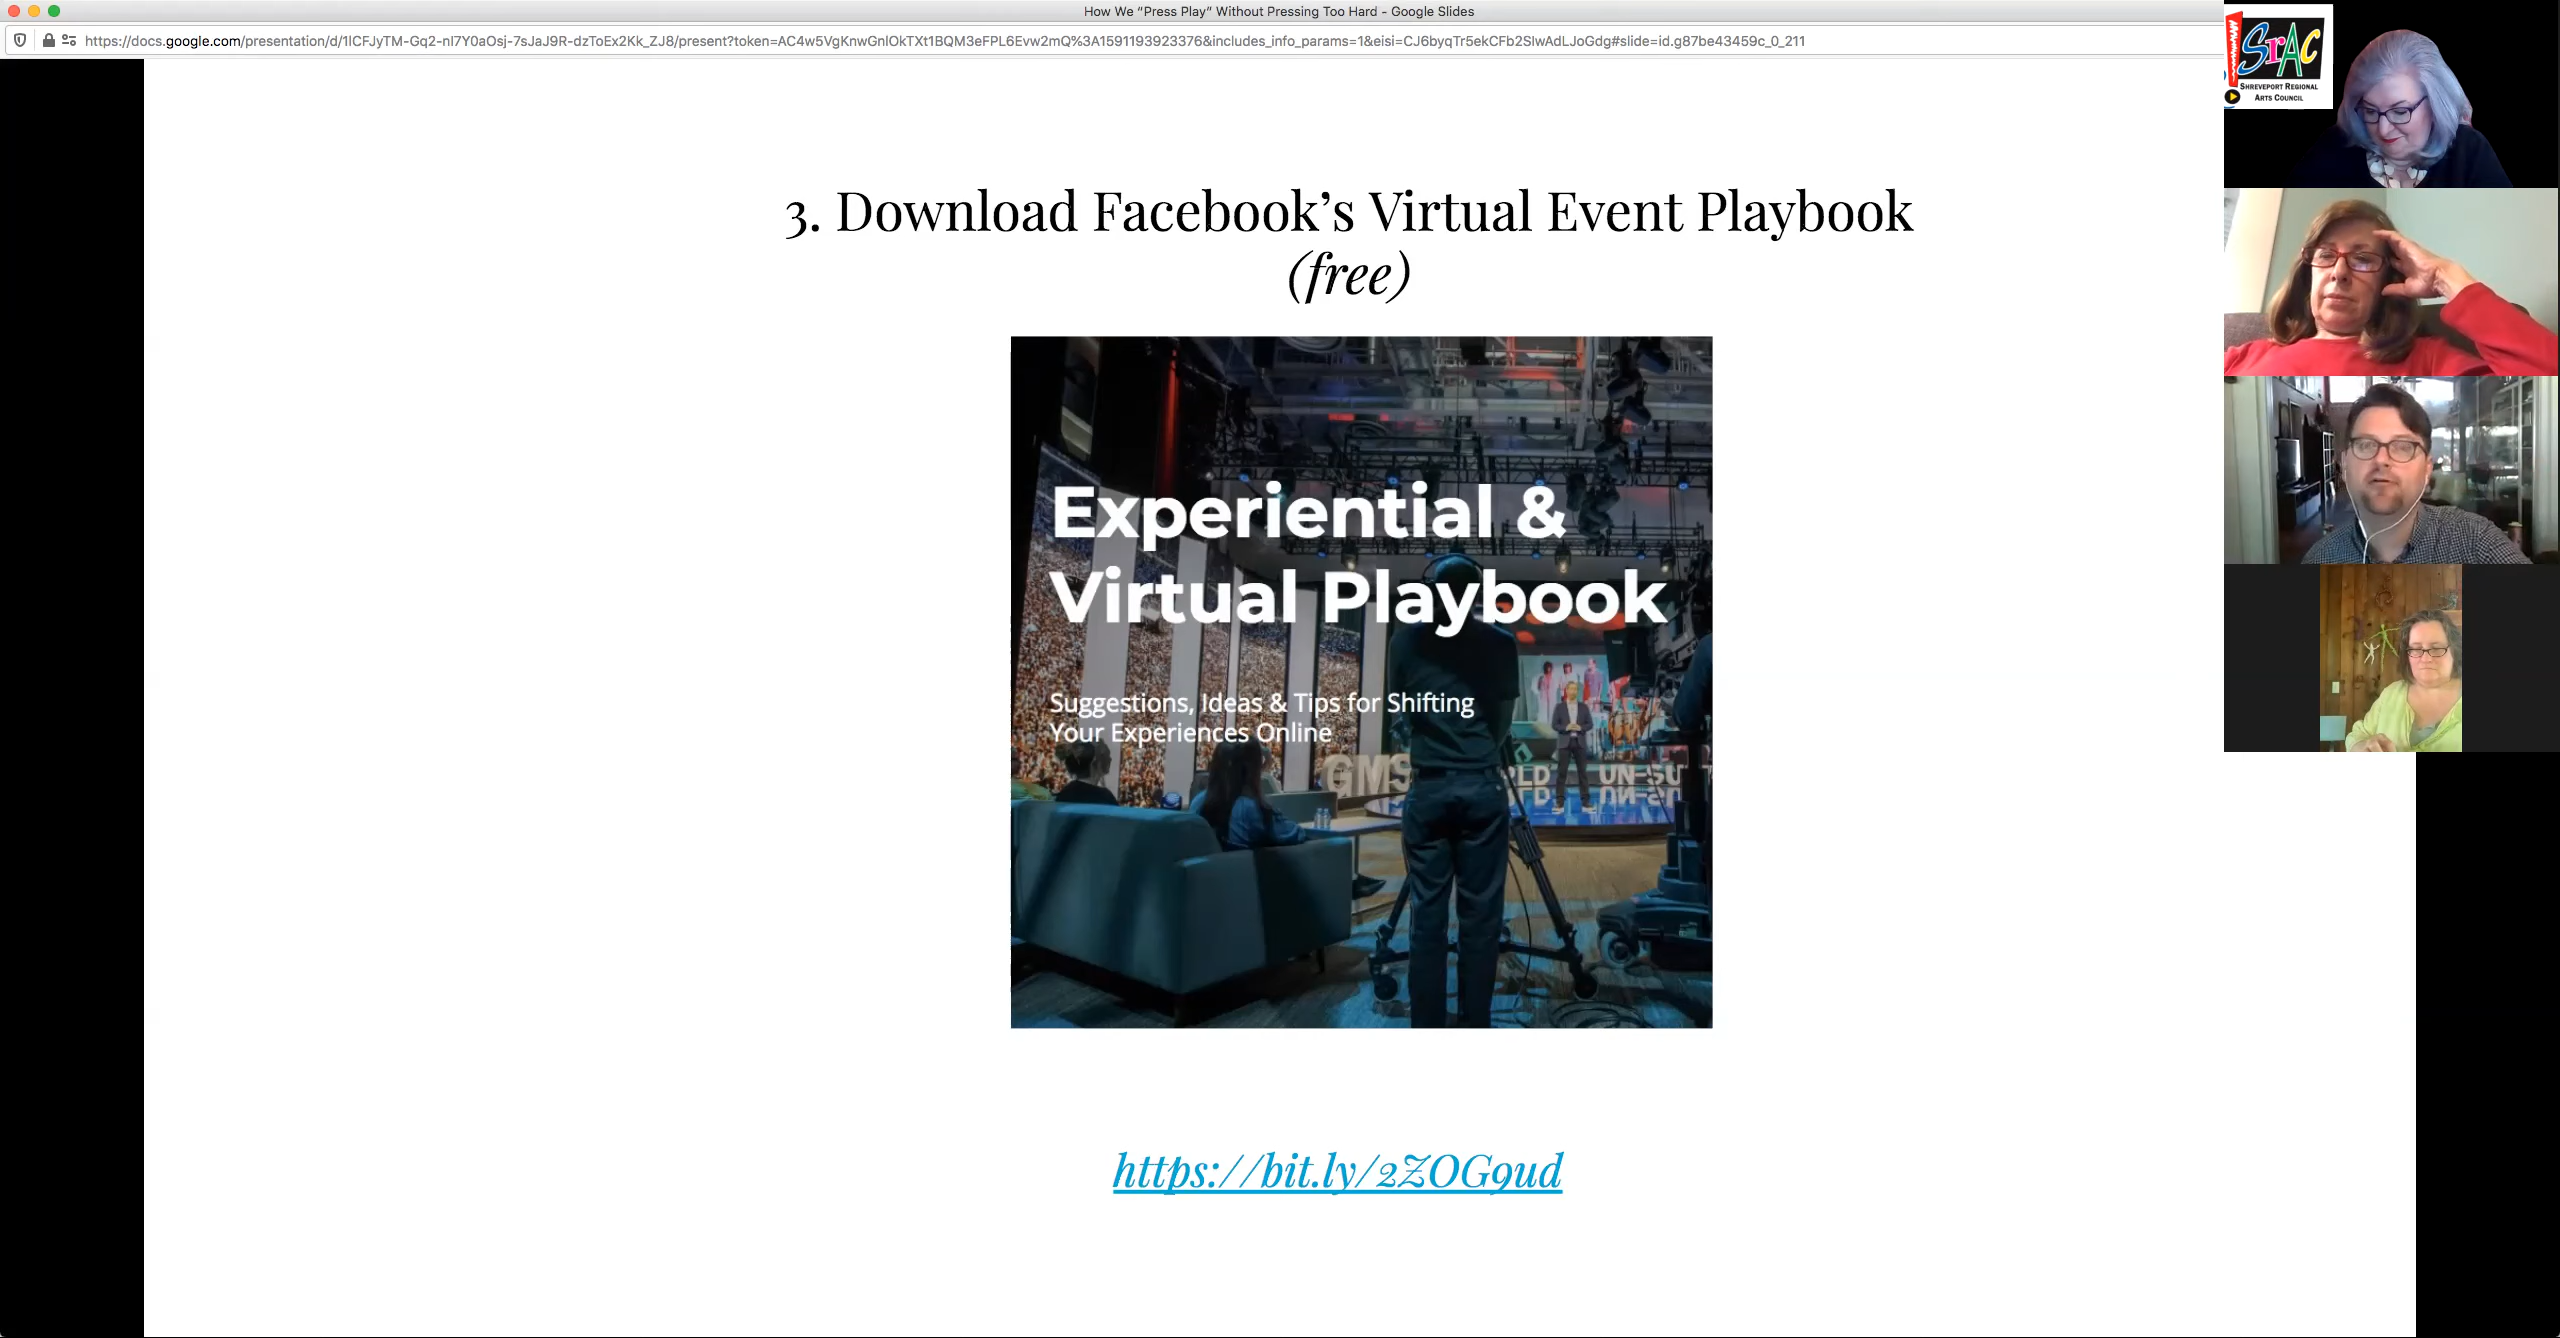 How We “Press Play” Without Pressing Too Hard - Google Slides
https://docs.google.com/presentation/d/1lCFJyTM-Gq2-nl7Y0aOsj-7sJaJ9R-dzToEx2Kk_ZJ8/present?token=AC4w5VgKnwGnlOkTXt1BQM3eFPL6Evw2mQ%3A1591193923376&includes_info_params=1&eisi=CJ6byqTr5ekCFb2SlwAdLJoGdg#slide=id.g87be43459c_0_211
SrAC
SHREVEPORT REGIONAL
ARTS COUNCIL
3. Download Facebook’s Virtual Event Playbook
(free)
Experiential &
Virtual Playbook
Suggestions, Ideas & Tips for Shifting
Your Experiences Online
GMS
UN-SU
https://bit.ly/2ZOG9ud